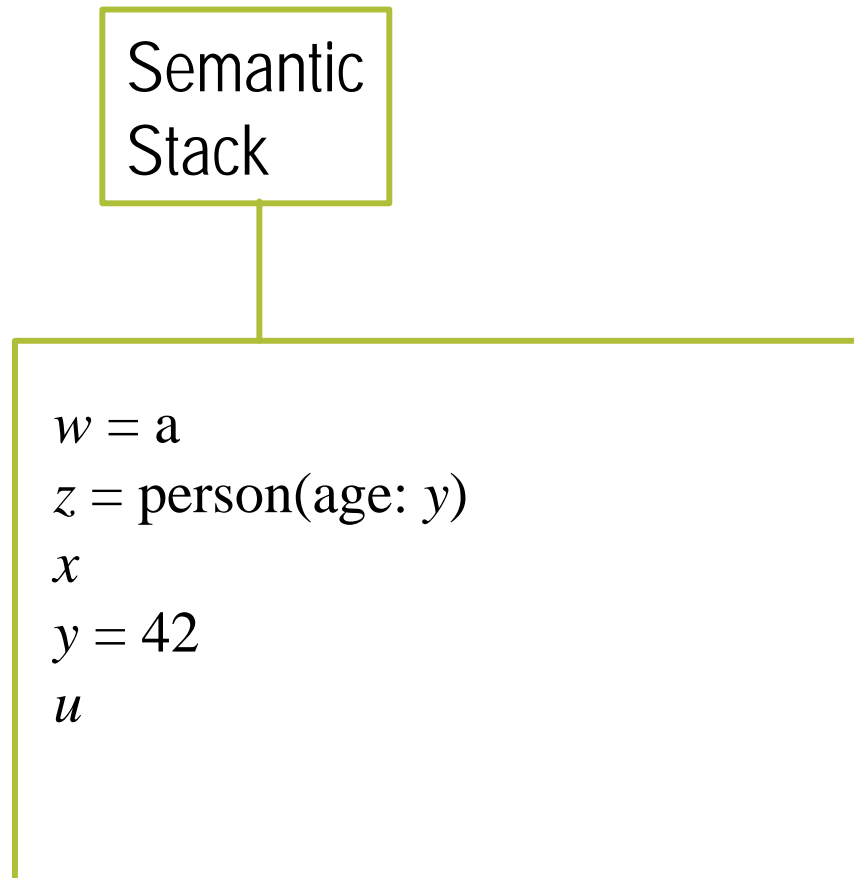 Semantic
Stack
w = a
z = person(age: y)
x
y = 42
u